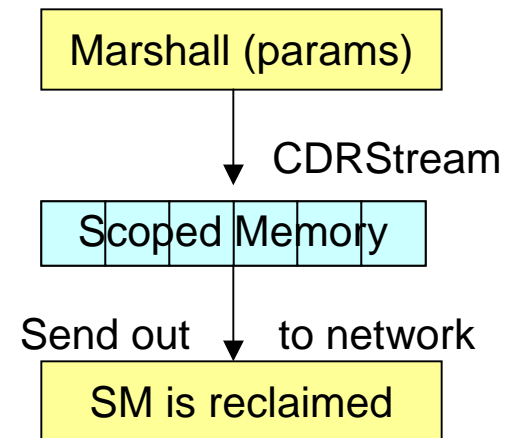 Marshall (params)
CDRStream
Scoped Memory
Send out to network
SM is reclaimed